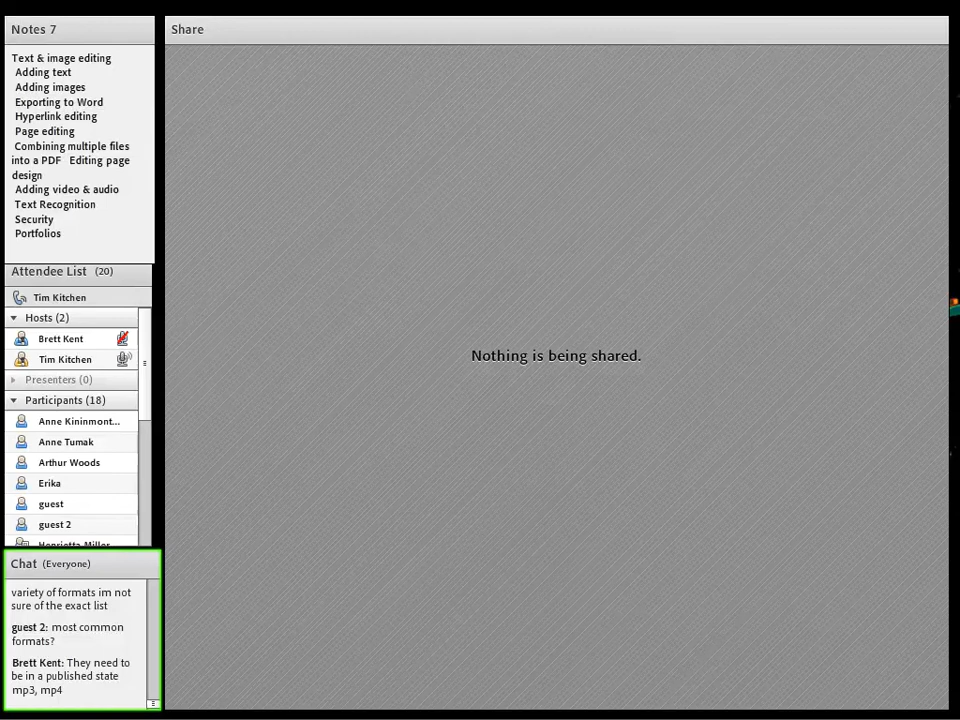 Notes 7
Text & image editing
Adding text
Adding images
Exporting to Word
Hyperlink editing
Page editing
Combining multiple files
into a PDF   Editing page
design
Adding video & audio
Text Recognition
Security
Portfolios
Attendee List (20)
Tim Kitchen
Hosts (2)
Brett Kent
Tim Kitchen
Presenters (0)
Participants (18)
Anne Kininmont...
Anne Tumak
Arthur Woods
Erika
guest
guest 2
Henrietta Miller
Chat (Everyone)
variety of formats im not
sure of the exact list
guest 2: most common
formats?
Brett Kent: They need to
be in a published state
mp3, mp4
Share
Nothing is being shared.